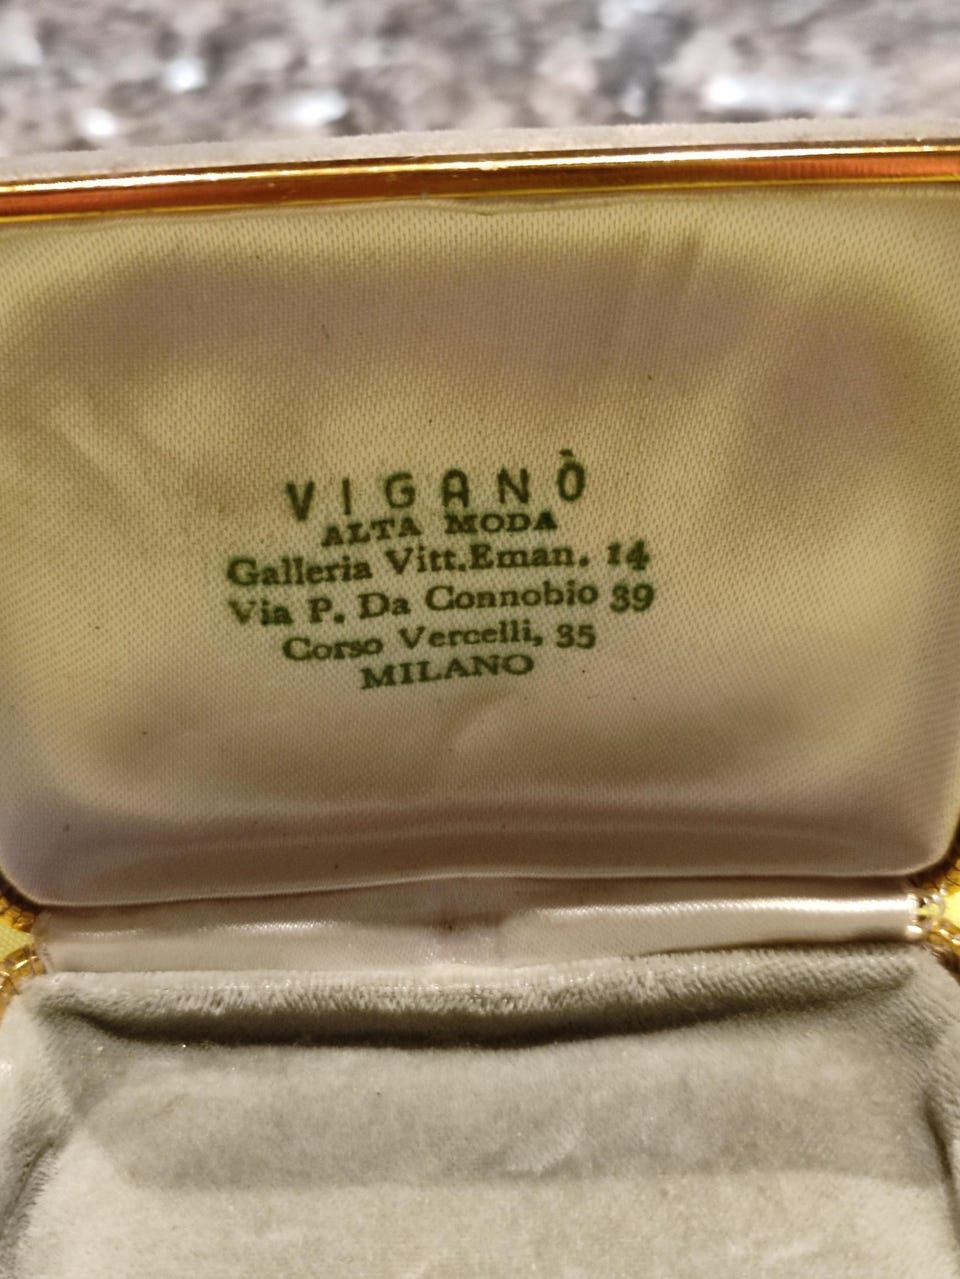 VIGANÒ
ALTA MODA
Galleria Vitt.Eman. 14
Via P. Da Connobio 39
Corso Vercelli, 35
MILANO